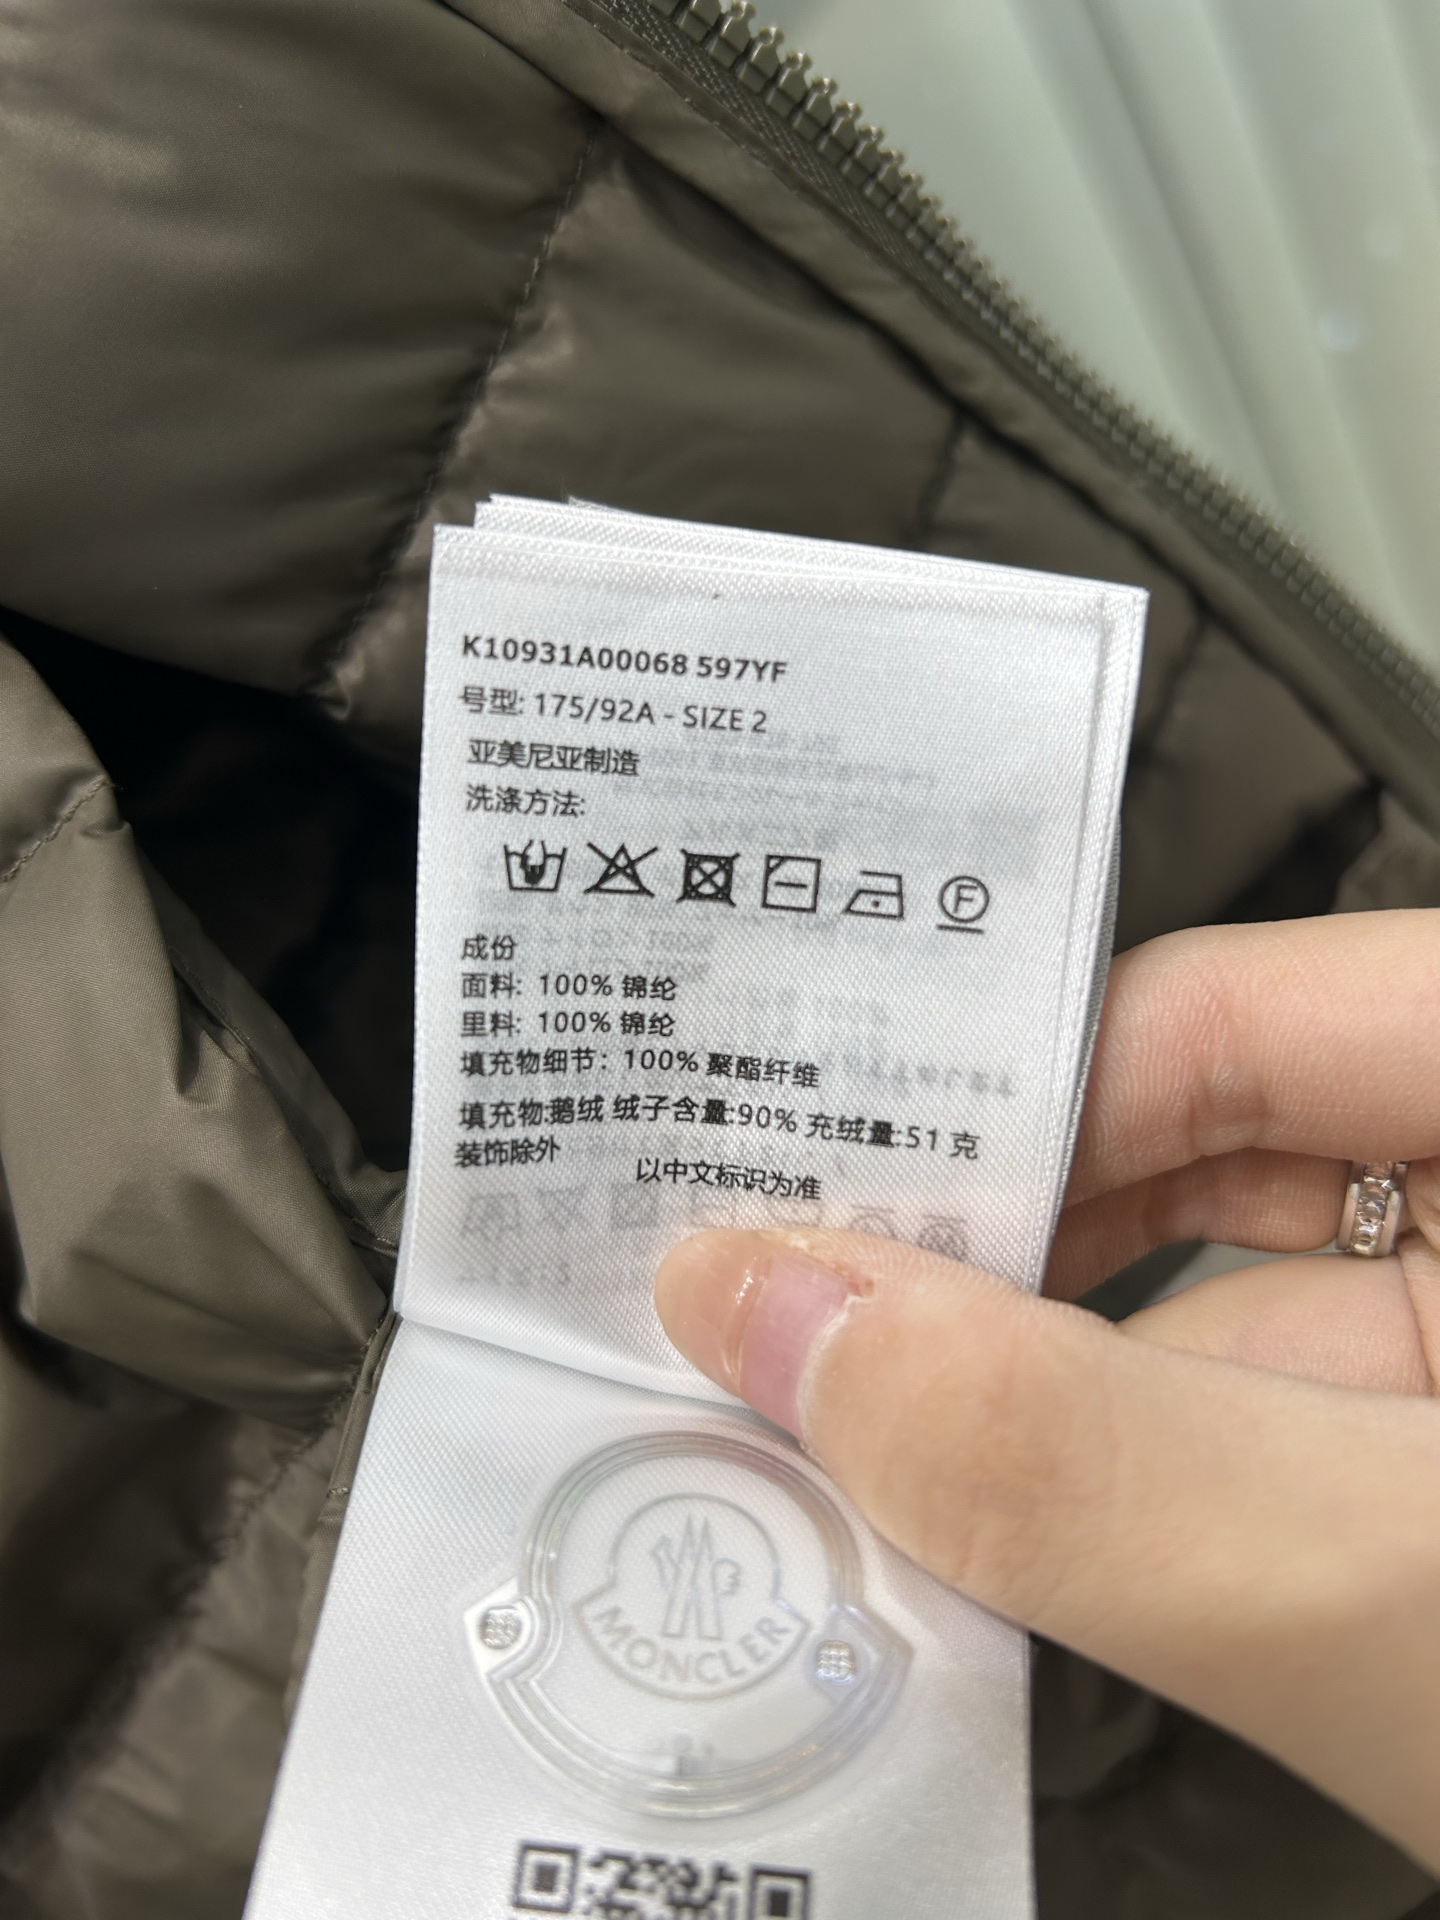 K10931A00068 597YF
号型: 175/92A - SIZE 2
亚美尼亚制造
洗涤方法:
F
成份
面料: 100% 锦纶
里料: 100% 锦纶
填充物细节: 100% 聚酯纤维
填充物:鹅绒 绒子含量:90% 充绒量:51 克
装饰除外
以中文标识为准
MONCLER